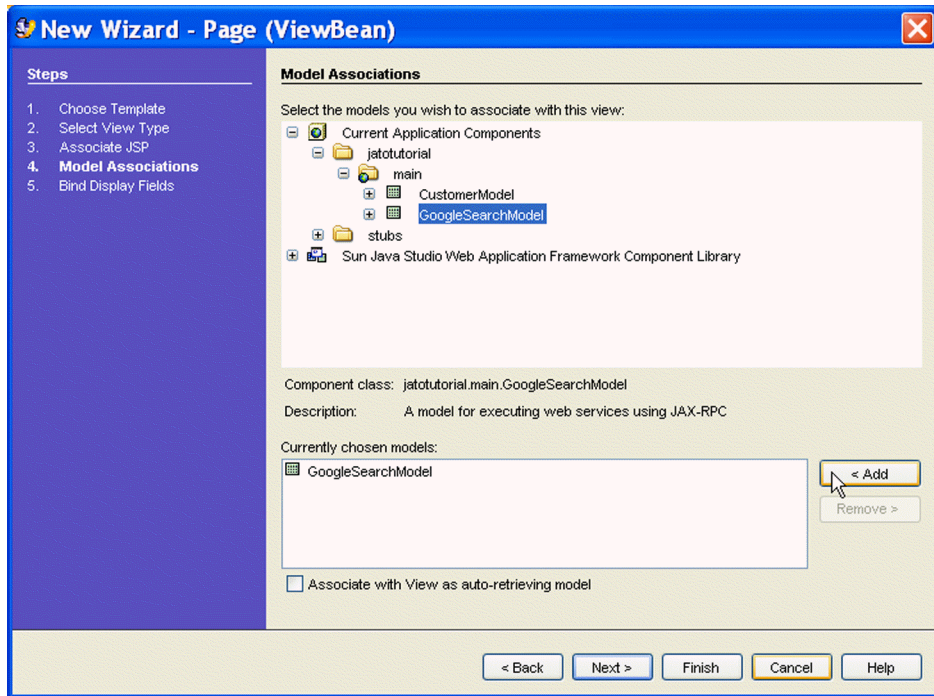 New Wizard - Page (ViewBean)
Steps
1. Choose Template
2. Select View Type
3. Associate JSP
4. Model Associations
5. Bind Display Fields
Model Associations
Select the models you wish to associate with this view:
Current Application Components
jatotutorial
main
CustomerModel
GoogleSearchModel
stubs
Sun Java Studio Web Application Framework Component Library
Component class: jatotutorial.main.GoogleSearchModel
Description: A model for executing web services using JAX-RPC
Currently chosen models:
GoogleSearchModel
< Add
Remove >
Associate with View as auto-retrieving model
< Back Next > Finish Cancel Help